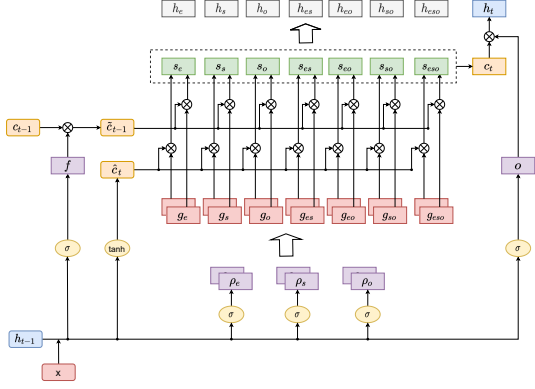 h_e h_s h_o h_es h_eo h_so h_eso h_t
s_e s_s s_o s_es s_eo s_so s_eso c_t
c_{t-1} c̃_{t-1}
f ĉ_t o
g_e g_s g_o g_es g_eo g_so g_eso
σ tanh σ
ρ_e ρ_s ρ_o
σ σ σ
h_{t-1}
x